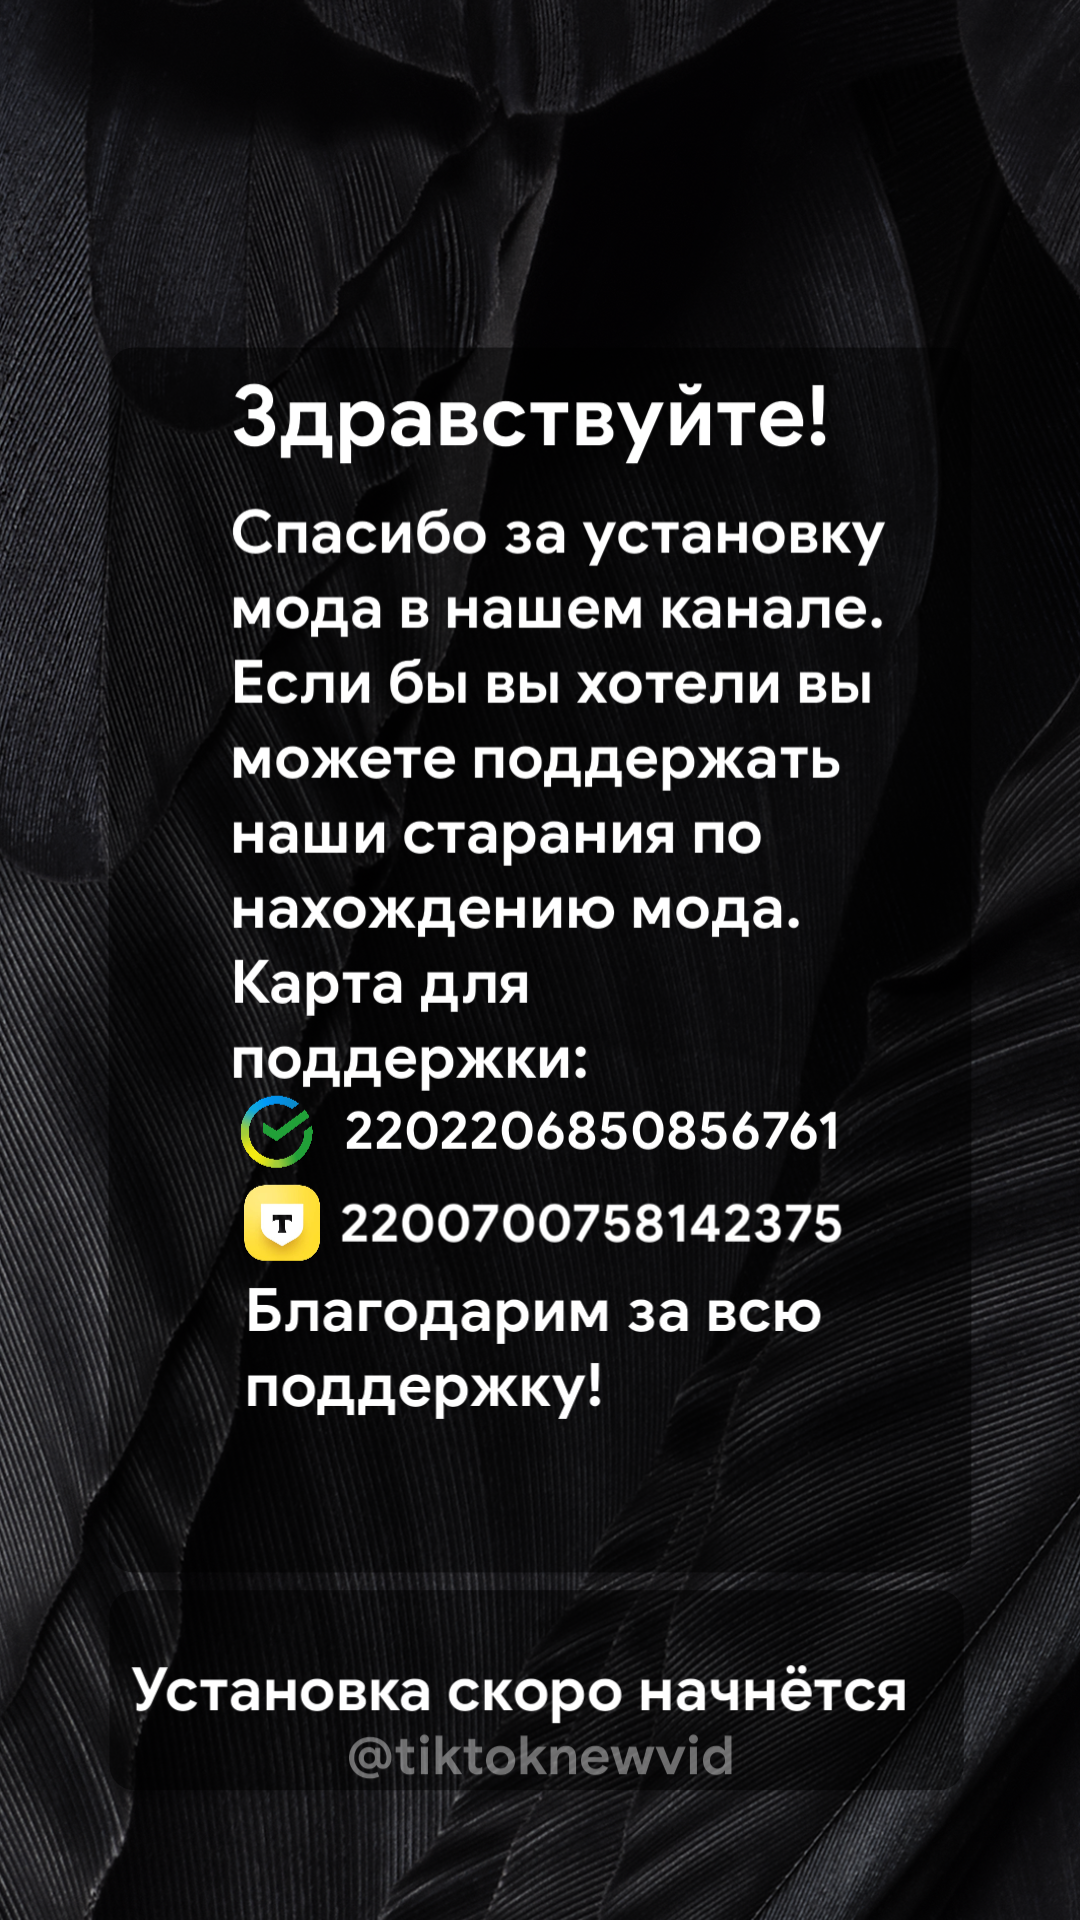 Здравствуйте!
Спасибо за установку
мода в нашем канале.
Если бы вы хотели вы
можете поддержать
наши старания по
нахождению мода.
Карта для
поддержки:
2202206850856761
T 2200700758142375
Благодарим за всю
поддержку!
Установка скоро начнётся
@tiktoknewvid